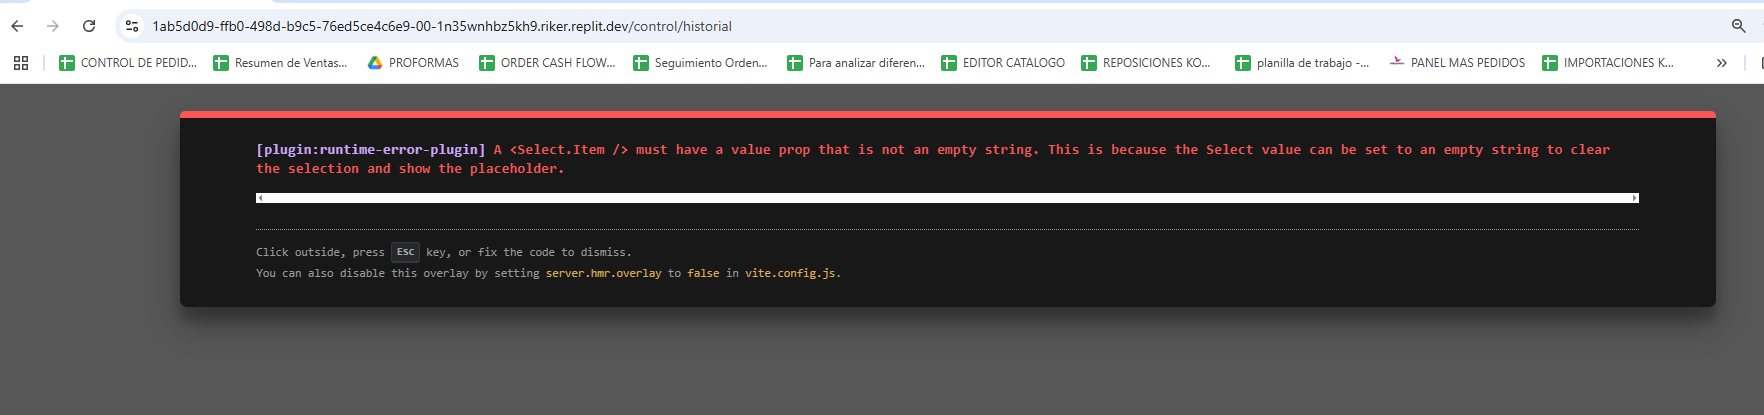 1ab5d0d9-ffb0-498d-b9c5-76ed5ce4c6e9-00-1n35wnhbz5kh9.riker.replit.dev/control/historial
CONTROL DE PEDID... Resumen de Ventas... PROFORMAS ORDER CASH FLOW... Seguimiento Orden... Para analizar diferen... EDITOR CATALOGO REPOSICIONES KO... planilla de trabajo -... PANEL MAS PEDIDOS IMPORTACIONES K... »
[plugin:runtime-error-plugin] A <Select.Item /> must have a value prop that is not an empty string. This is because the Select value can be set to an empty string to clear
the selection and show the placeholder.
Click outside, press Esc key, or fix the code to dismiss.
You can also disable this overlay by setting server.hmr.overlay to false in vite.config.js.